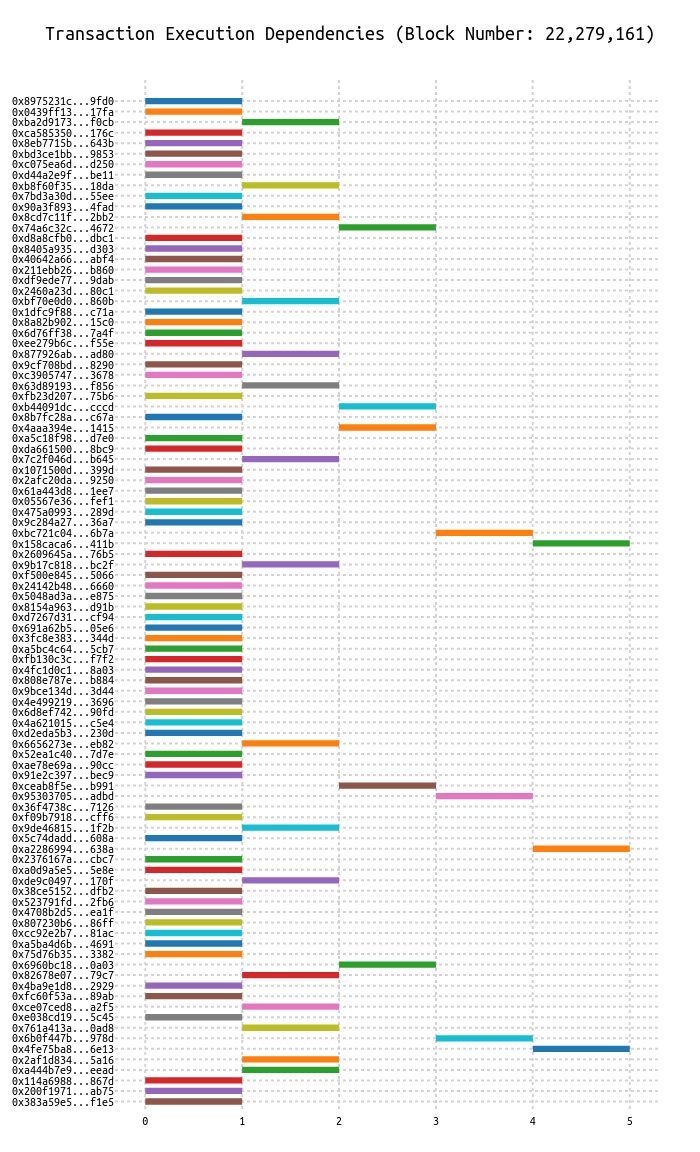 Transaction Execution Dependencies (Block Number: 22,279,161)
0x8975231c...9fd0
0x0439ff13...17fa
0xba2d9173...f0cb
0xca585350...176c
0x8eb7715b...643b
0xbd3ce1bb...9853
0xc075ea6d...d250
0xd44a2e9f...be11
0xb8f60f35...18da
0x7bd3a30d...55ee
0x90a3f893...4fad
0x8cd7c11f...2bb2
0x74a6c32c...4672
0xd8a8cfb0...dbc1
0x8405a935...d303
0x40642a66...abf4
0x211ebb26...b860
0xdf9ede77...9dab
0x2460a23d...80c1
0xbf70e0d0...860b
0x1dfc9f88...c71a
0x8a82b902...15c0
0x6d76ff38...7a4f
0xee279b6c...f55e
0x877926ab...ad80
0x9cf708bd...8290
0xc3905747...3678
0x63d89193...f856
0xfb23d207...75b6
0xb44091dc...cccd
0x8b7fc28a...c67a
0x4aaa394e...1415
0xa5c18f98...d7e0
0xda661500...8bc9
0x7c2f046d...b645
0x1071500d...399d
0x2afc20da...9250
0x61a443d8...1ee7
0x05567e36...fef1
0x475a0993...289d
0x9c284a27...36a7
0xbc721c04...6b7a
0x158caca6...411b
0x2609645a...76b5
0x9b17c818...bc2f
0xf500e845...5066
0x24142b48...6660
0x5048ad3a...e875
0x8154a963...d91b
0xd7267d31...cf94
0x691a62b5...05e6
0x3fc8e383...344d
0xa5bc4c64...5cb7
0xfb130c3c...f7f2
0x4fc1d0c1...8a03
0x808e787e...b884
0x9bce134d...3d44
0x4e499219...3696
0x6d8ef742...90fd
0x4a621015...c5e4
0xd2eda5b3...230d
0x6656273e...eb82
0x52ea1c40...7d7e
0xae78e69a...90cc
0x91e2c397...bec9
0xceab8f5e...b991
0x95303705...adbd
0x36f4738c...7126
0xf09b7918...cff6
0x9de46815...1f2b
0x5c74dadd...608a
0xa2286994...638a
0x2376167a...cbc7
0xa0d9a5e5...5e8e
0xde9c0497...170f
0x38ce5152...dfb2
0x523791fd...2fb6
0x4708b2d5...ea1f
0x807230b6...86ff
0xcc92e2b7...81ac
0xa5ba4d6b...4691
0x75d76b35...3382
0x6960bc18...0a03
0x82678e07...79c7
0x4ba9e1d8...2929
0xfc60f53a...89ab
0xce07ced8...a2f5
0xe038cd19...5c45
0x761a413a...0ad8
0x6b0f447b...978d
0x4fe75ba8...6e13
0x2af1d834...5a16
0xa444b7e9...eead
0x114a6988...867d
0x200f1971...ab75
0x383a59e5...f1e5
0 1 2 3 4 5